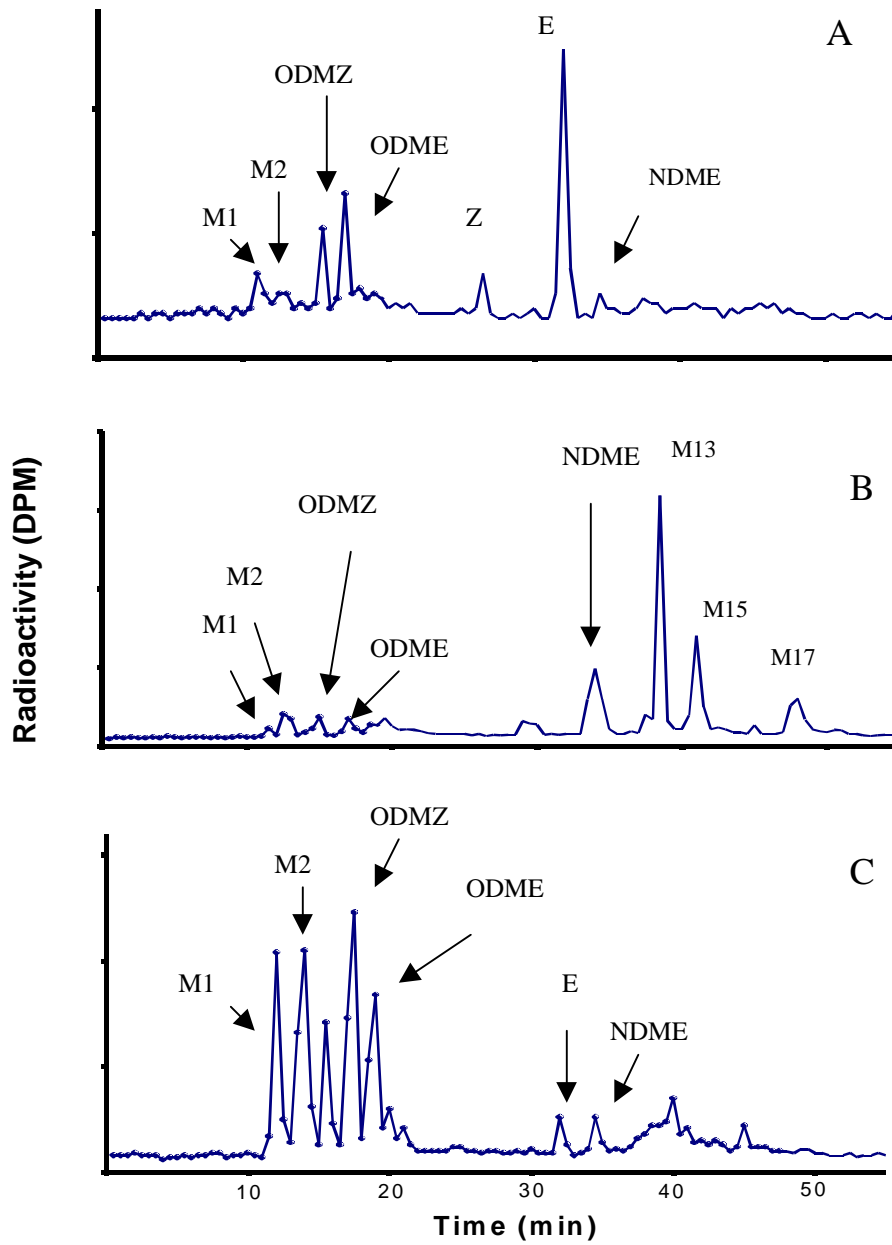 E
A
ODMZ
ODME
M2
NDME
M1
Z
M13
NDME
B
ODMZ
M2
M15
M1
ODME
M17
Radioactivity (DPM)
ODMZ
M2
C
ODME
M1
E
NDME
10 20 30 40 50
Time (min)